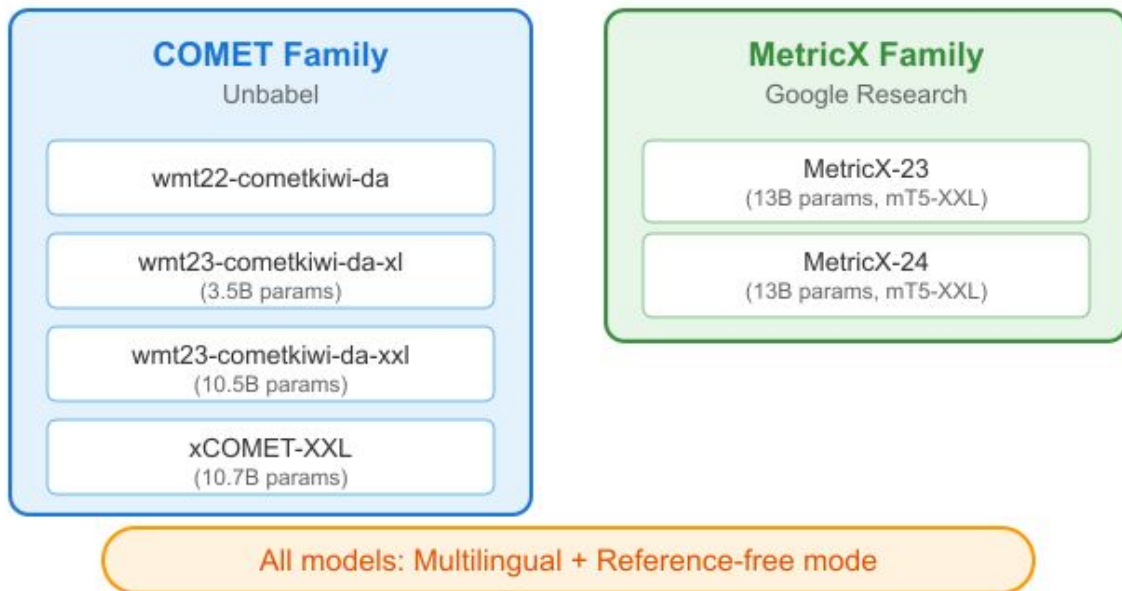 COMET Family
Unbabel
wmt22-cometkiwi-da
wmt23-cometkiwi-da-xl
(3.5B params)
wmt23-cometkiwi-da-xxl
(10.5B params)
xCOMET-XXL
(10.7B params)
MetricX Family
Google Research
MetricX-23
(13B params, mT5-XXL)
MetricX-24
(13B params, mT5-XXL)
All models: Multilingual + Reference-free mode